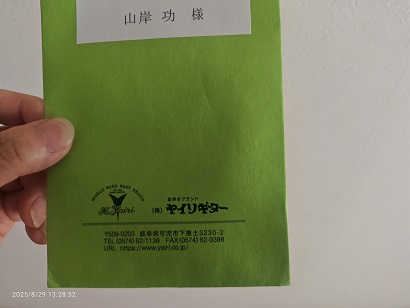 山岸 功 様
WORLD WIDE BEST BRAND
K.Yairi
世界のブランド
(株) ヤイリギター
〒509-0203 岐阜県可児市下恵土3230-2
TEL(0574)62-1138 FAX(0574)62-9398
URL https://www.yairi.co.jp/
2025/8/29 13:28:52